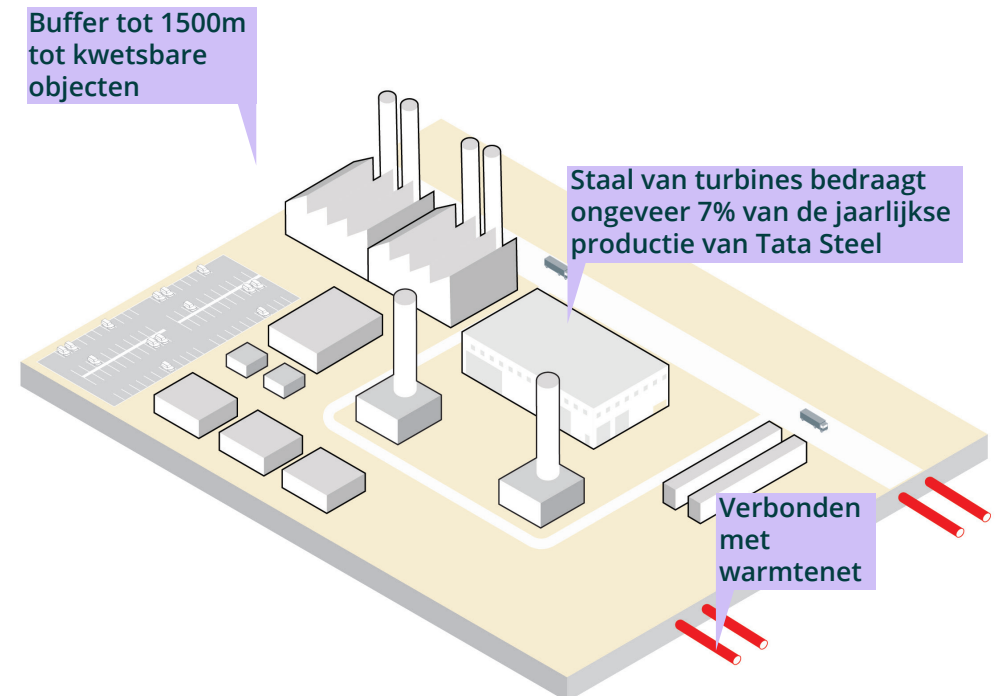 Buffer tot 1500m
tot kwetsbare
objecten
Staal van turbines bedraagt
ongeveer 7% van de jaarlijkse
productie van Tata Steel
Verbonden
met
warmtenet